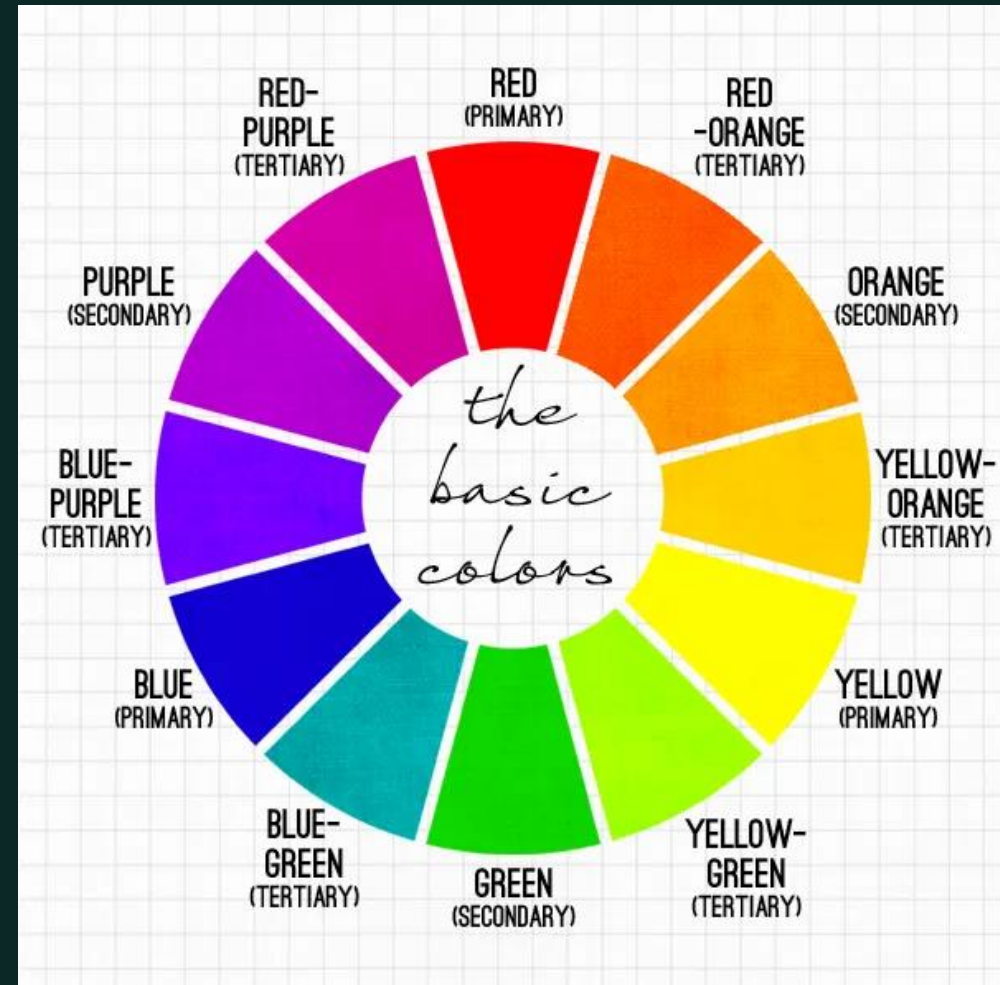 RED
(PRIMARY)
RED
-ORANGE
(TERTIARY)
ORANGE
(SECONDARY)
YELLOW-
ORANGE
(TERTIARY)
YELLOW
(PRIMARY)
YELLOW-
GREEN
(TERTIARY)
GREEN
(SECONDARY)
BLUE-
GREEN
(TERTIARY)
BLUE
(PRIMARY)
BLUE-
PURPLE
(TERTIARY)
PURPLE
(SECONDARY)
RED-
PURPLE
(TERTIARY)
the
basic
colors